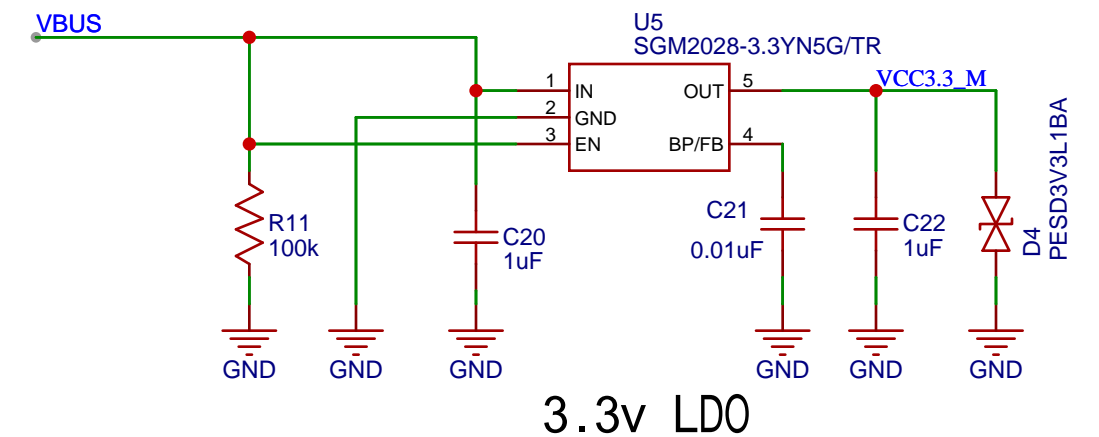 VBUS
U5
SGM2028-3.3YN5G/TR
1
IN
2
GND
3
EN
OUT
5
BP/FB
4
VCC3.3_M
R11
100k
C20
1uF
C21
0.01uF
C22
1uF
D4
PESD3V3L1BA
GND
GND
GND
GND
GND
GND
3.3v LDO